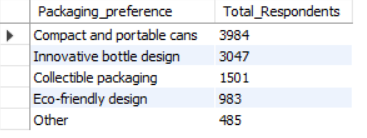 Packaging_preference Total_Respondents
Compact and portable cans 3984
Innovative bottle design 3047
Collectible packaging 1501
Eco-friendly design 983
Other 485